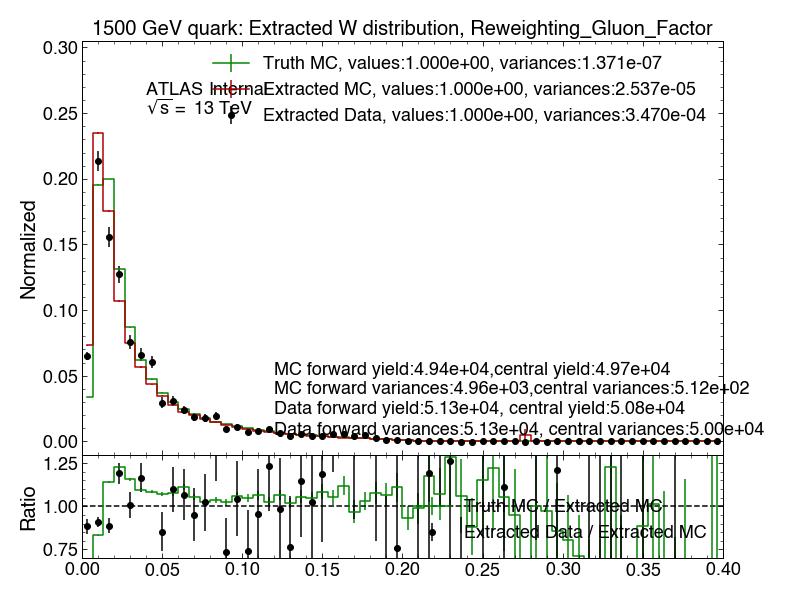 1500 GeV quark: Extracted W distribution, Reweighting_Gluon_Factor
0.30
Truth MC, values:1.000e+00, variances:1.371e-07
ATLAS Internal
Extracted MC, values:1.000e+00, variances:2.537e-05
√s = 13 TeV
Extracted Data, values:1.000e+00, variances:3.470e-04
0.25
0.20
0.15
0.10
0.05
0.00
Normalized
MC forward yield:4.94e+04,central yield:4.97e+04
MC forward variances:4.96e+03,central variances:5.12e+02
Data forward yield:5.13e+04, central yield:5.08e+04
Data forward variances:5.13e+04, central variances:5.00e+04
1.25
1.00
0.75
Ratio
Truth MC / Extracted MC
Extracted Data / Extracted MC
0.00 0.05 0.10 0.15 0.20 0.25 0.30 0.35 0.40